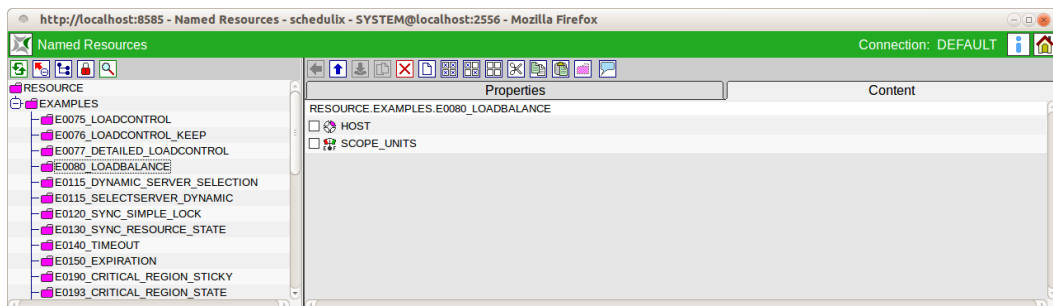 http://localhost:8585 - Named Resources - schedulix - SYSTEM@localhost:2556 - Mozilla Firefox
Named Resources
Connection: DEFAULT
RESOURCE
EXAMPLES
E0075_LOADCONTROL
E0076_LOADCONTROL_KEEP
E0077_DETAILED_LOADCONTROL
E0080_LOADBALANCE
E0115_DYNAMIC_SERVER_SELECTION
E0115_SELECTSERVER_DYNAMIC
E0120_SYNC_SIMPLE_LOCK
E0130_SYNC_RESOURCE_STATE
E0140_TIMEOUT
E0150_EXPIRATION
E0190_CRITICAL_REGION_STICKY
E0193_CRITICAL_REGION_STATE
Properties
Content
RESOURCE.EXAMPLES.E0080_LOADBALANCE
HOST
SCOPE_UNITS